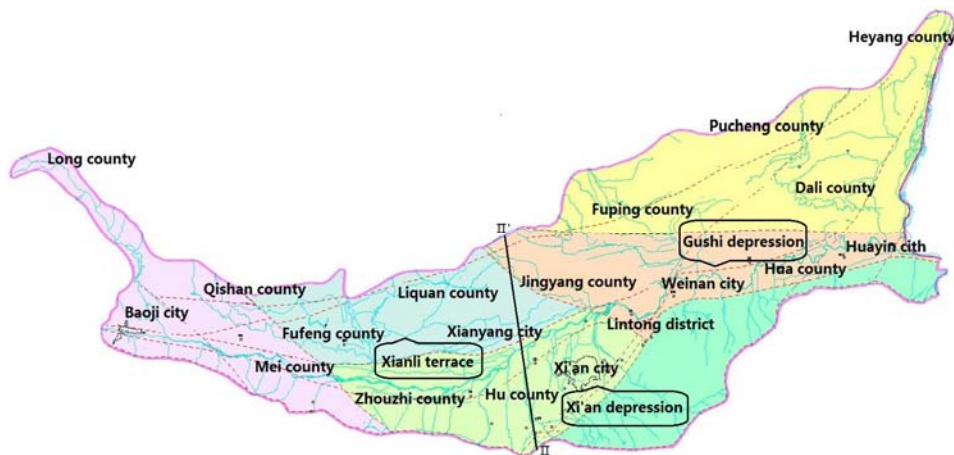 Heyang county
Pucheng county
Long county
Dali county
Fuping county
II'
Gushi depression
Huayin cith
Hua county
Qishan county
Liquan county
Jingyang county
Weinan city
Baoji city
Fufeng county
Xianyang city
Lintong district
Xianli terrace
Mei county
Xi'an city
Zhouzhi county
Hu county
Xi'an depression
II